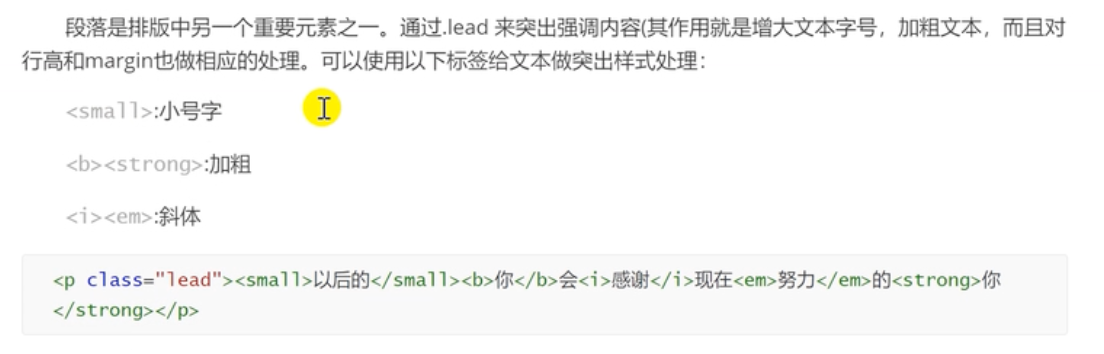 段落是排版中另一个重要元素之一。通过.lead 来突出强调内容(其作用就是增大文本字号，加粗文本，而且对
行高和margin也做相应的处理。可以使用以下标签给文本做突出样式处理：
<small>:小号字
<b><strong>:加粗
<i><em>:斜体
<p class="lead"><small>以后的</small><b>你</b>会<i>感谢</i>现在<em>努力</em>的<strong>你
</strong></p>